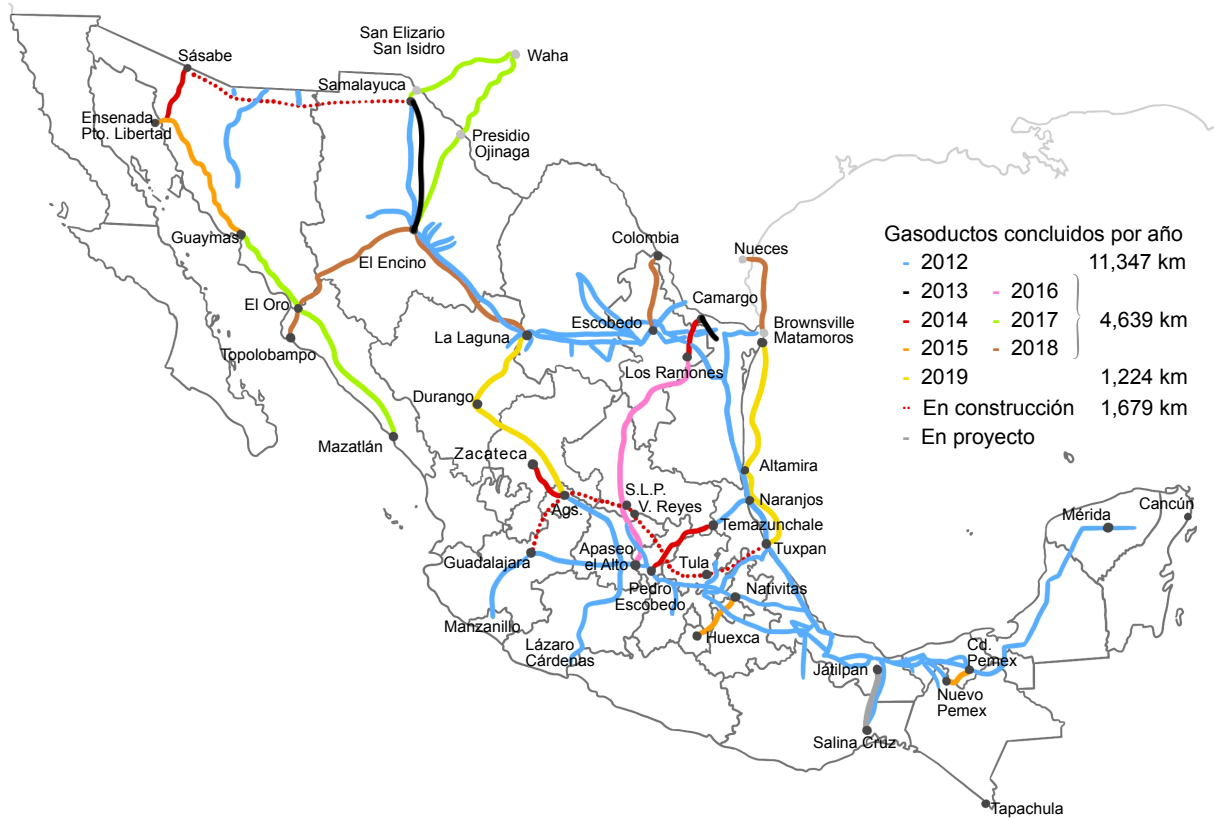 San Elizario
San Isidro
Waha
Sásabe
Samalayuca
Ensenada
Pto. Libertad
Presidio
Ojinaga
Guaymas
El Encino
Colombia
Nueces
Gasoductos concluidos por año
2012 11,347 km
2013 2016
2014 2017 4,639 km
2015 2018
2019 1,224 km
En construcción 1,679 km
En proyecto
El Oro
Camargo
Escobedo
La Laguna
Brownsville
Matamoros
Topolobampo
Los Ramones
Durango
Mazatlán
Zacateca
Altamira
S.L.P.
V. Reyes
Naranjos
Ags.
Temazunchale
Mérida
Cancún
Guadalajara
Apaseo
el Alto
Tula
Tuxpan
Pedro
Escobedo
Nativitas
Manzanillo
Huexca
Lázaro
Cárdenas
Játilpan
Cd.
Pemex
Nuevo
Pemex
Salina Cruz
Tapachula